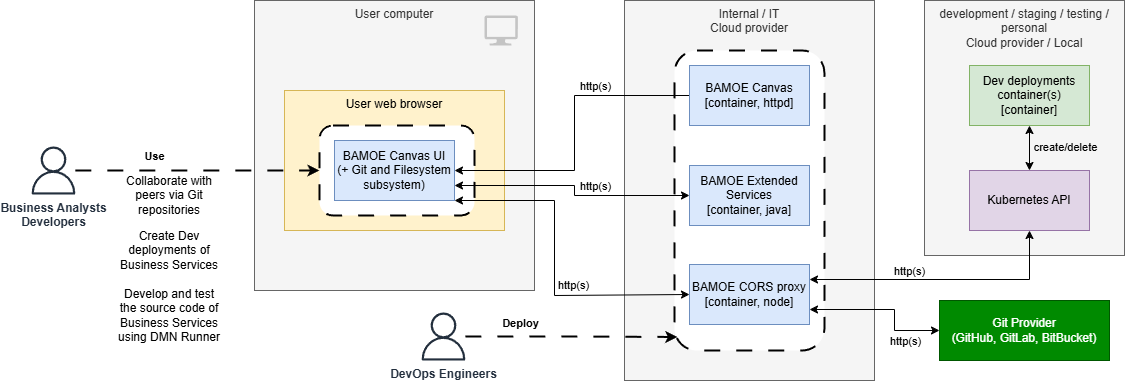 User computer
Internal / IT
Cloud provider
development / staging / testing /
personal
Cloud provider / Local
User web browser
BAMOE Canvas UI
(+ Git and Filesystem
subsystem)
http(s)
BAMOE Canvas
[container, httpd]
Dev deployments
container(s)
[container]
create/delete
Use
Collaborate with
peers via Git
repositories
Create Dev
deployments of
Business Services
Develop and test
the source code of
Business Services
using DMN Runner
Business Analysts
Developers
http(s)
BAMOE Extended
Services
[container, java]
Kubernetes API
http(s)
BAMOE CORS proxy
[container, node]
http(s)
http(s)
Git Provider
(GitHub, GitLab, BitBucket)
Deploy
DevOps Engineers